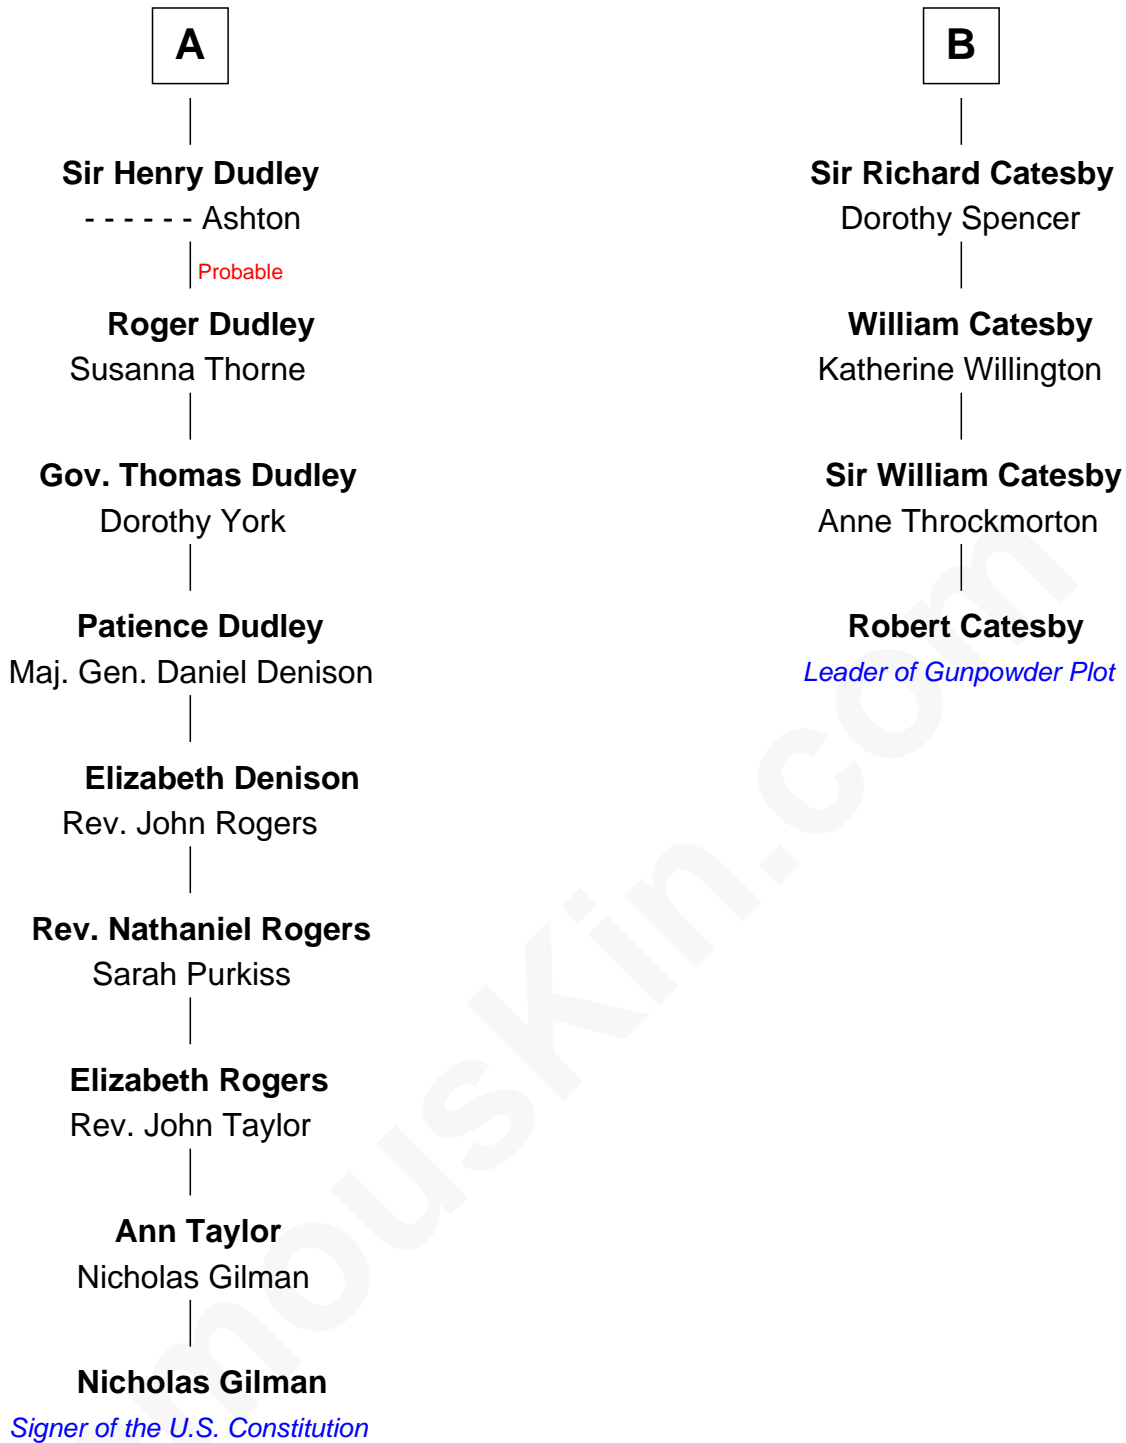 A
Sir Henry Dudley
- - - - - - Ashton
Probable
Roger Dudley
Susanna Thorne
Gov. Thomas Dudley
Dorothy York
Patience Dudley
Maj. Gen. Daniel Denison
Elizabeth Denison
Rev. John Rogers
Rev. Nathaniel Rogers
Sarah Purkiss
Elizabeth Rogers
Rev. John Taylor
Ann Taylor
Nicholas Gilman
Nicholas Gilman
Signer of the U.S. Constitution
B
Sir Richard Catesby
Dorothy Spencer
William Catesby
Katherine Willington
Sir William Catesby
Anne Throckmorton
Robert Catesby
Leader of Gunpowder Plot
mousKin.com